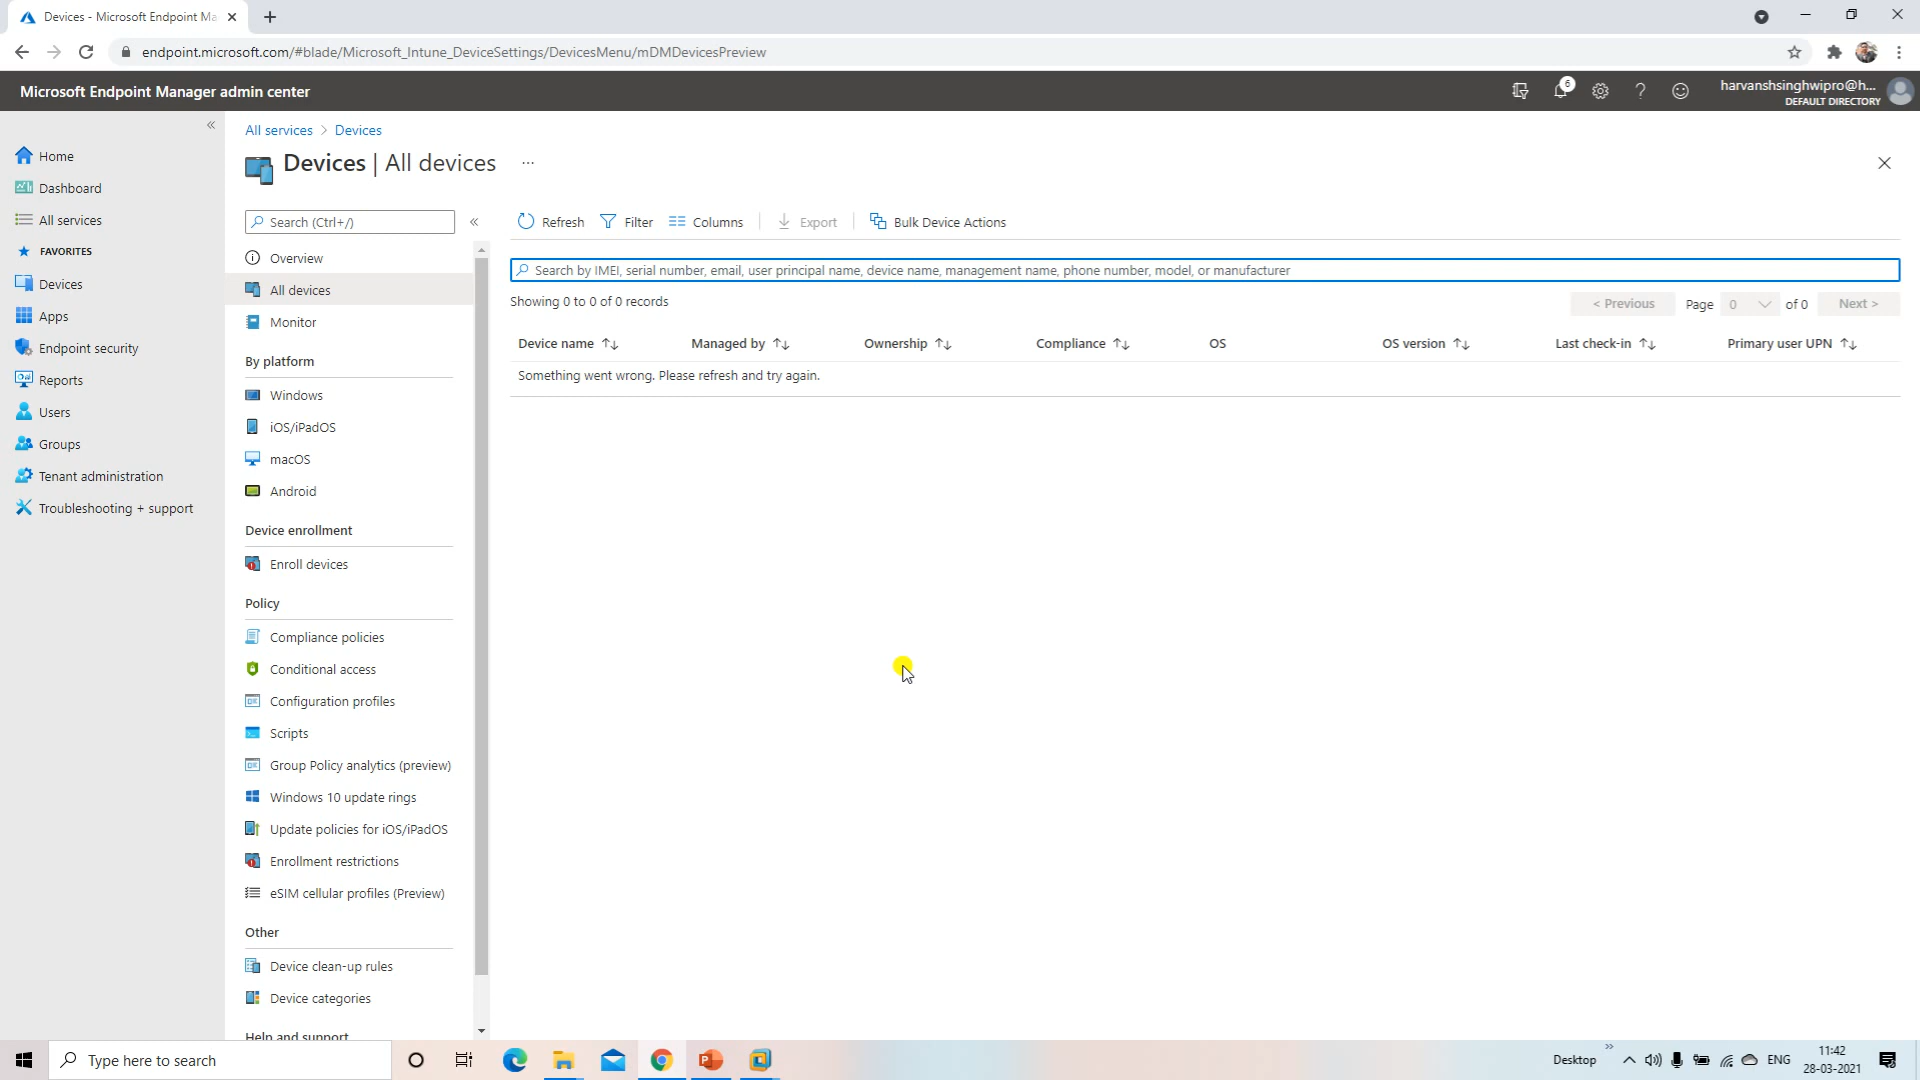 Devices - Microsoft Endpoint Ma
endpoint.microsoft.com/#blade/Microsoft_Intune_DeviceSettings/DevicesMenu/mDMDevicesPreview
Microsoft Endpoint Manager admin center
6
harvanshsinghwipro@h...
DEFAULT DIRECTORY
Home
Dashboard
All services
FAVORITES
Devices
Apps
Endpoint security
Reports
Users
Groups
Tenant administration
Troubleshooting + support
All services > Devices
Devices | All devices ...
Search (Ctrl+/)
Overview
All devices
Monitor
By platform
Windows
iOS/iPadOS
macOS
Android
Device enrollment
Enroll devices
Policy
Compliance policies
Conditional access
Configuration profiles
Scripts
Group Policy analytics (preview)
Windows 10 update rings
Update policies for iOS/iPadOS
Enrollment restrictions
eSIM cellular profiles (Preview)
Other
Device clean-up rules
Device categories
Help and support
Refresh Filter Columns Export Bulk Device Actions
Search by IMEI, serial number, email, user principal name, device name, management name, phone number, model, or manufacturer
Showing 0 to 0 of 0 records
< Previous Page 0 of 0 Next >
Device name Managed by Ownership Compliance OS OS version Last check-in Primary user UPN
Something went wrong. Please refresh and try again.
Type here to search
Desktop
ENG
11:42
28-03-2021